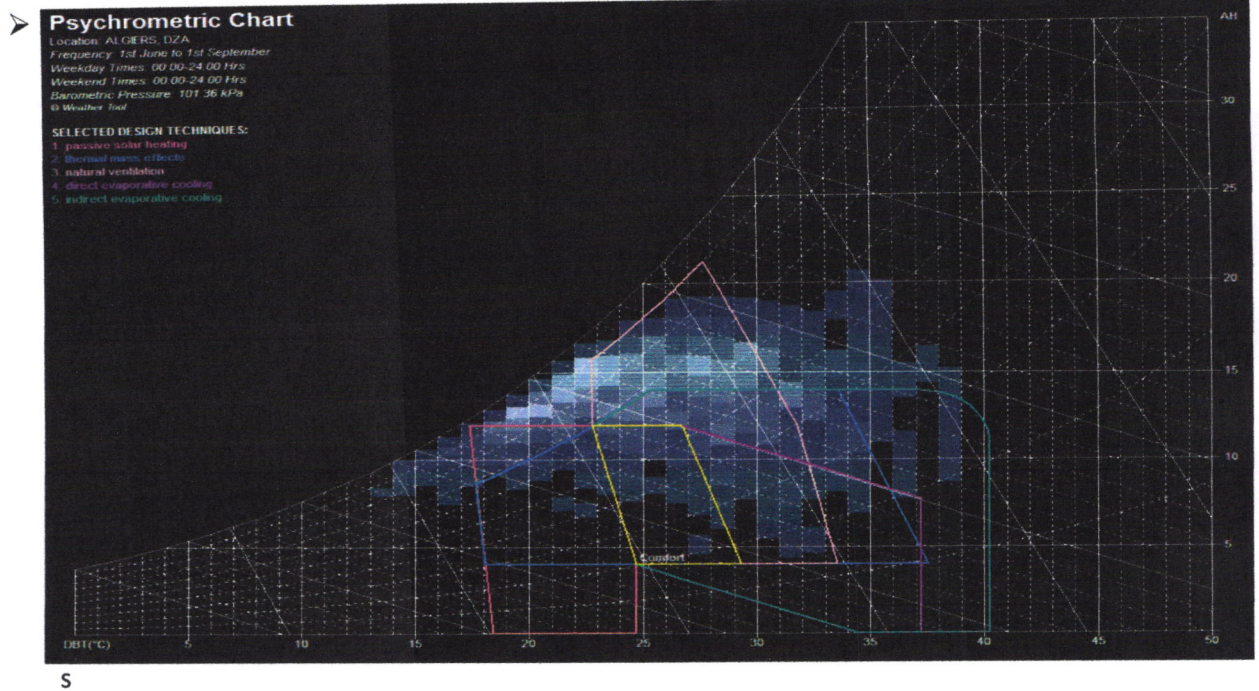 Psychrometric Chart
Location: ALGIERS, DZA
Frequency: 1st June to 1st September
Weekday Times: 00:00-24:00 Hrs
Weekend Times: 00:00-24:00 Hrs
Barometric Pressure: 101.36 kPa
© Weather Tool
SELECTED DESIGN TECHNIQUES:
1. passive solar heating
2. thermal mass effects
3. natural ventilation
4. direct evaporative cooling
5. indirect evaporative cooling
AH
30
25
20
15
10
5
Comfort
DBT(°C) 5 10 15 20 25 30 35 40 45 50
S